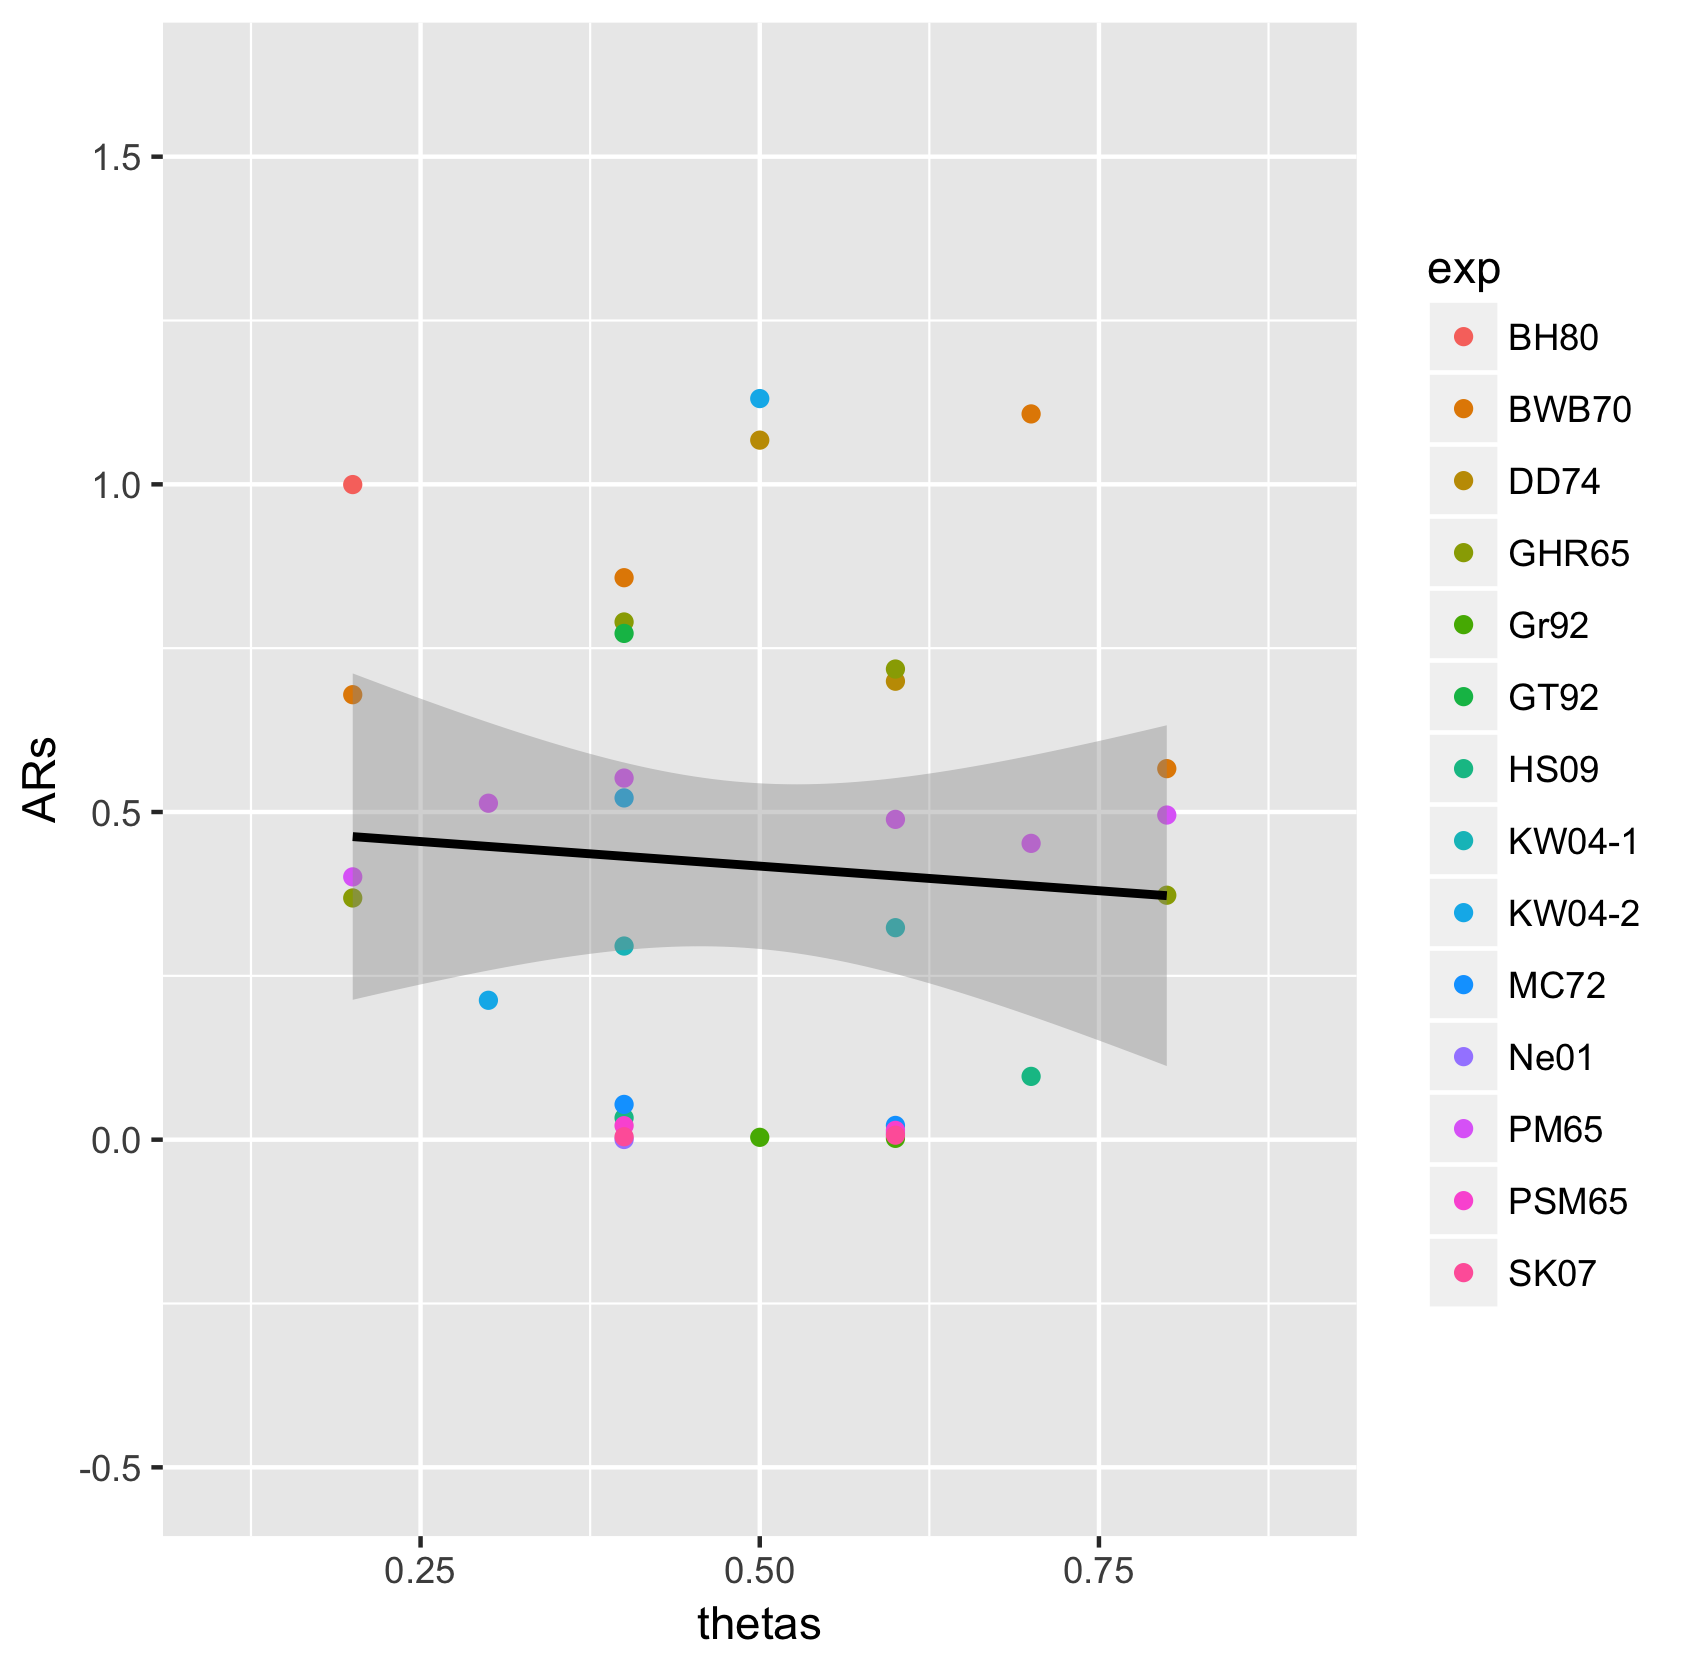 exp
BH80
BWB70
DD74
GHR65
Gr92
GT92
HS09
KW04-1
KW04-2
MC72
Ne01
PM65
PSM65
SK07
ARs
1.5
1.0
0.5
0.0
-0.5
0.25 0.50 0.75
thetas